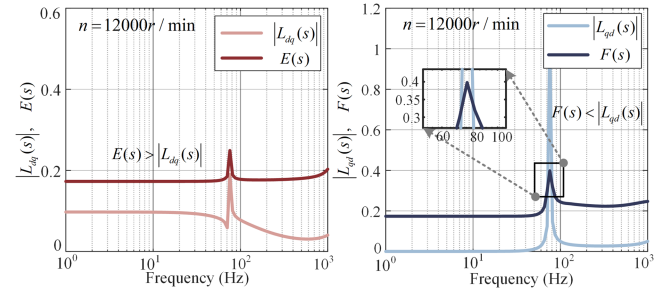 n = 12000r / min
|L_dq(s)|
E(s)
E(s) > |L_dq(s)|
|L_dq(s)|, E(s)
0.6
0.4
0.2
0
10^0
10^1
10^2
10^3
Frequency (Hz)
n = 12000r / min
|L_qd(s)|
F(s)
0.4
0.35
0.3
60
80
100
F(s) < |L_qd(s)|
|L_qd(s)|, F(s)
1.2
1
0.8
0.6
0.4
0.2
0
10^0
10^1
10^2
10^3
Frequency (Hz)